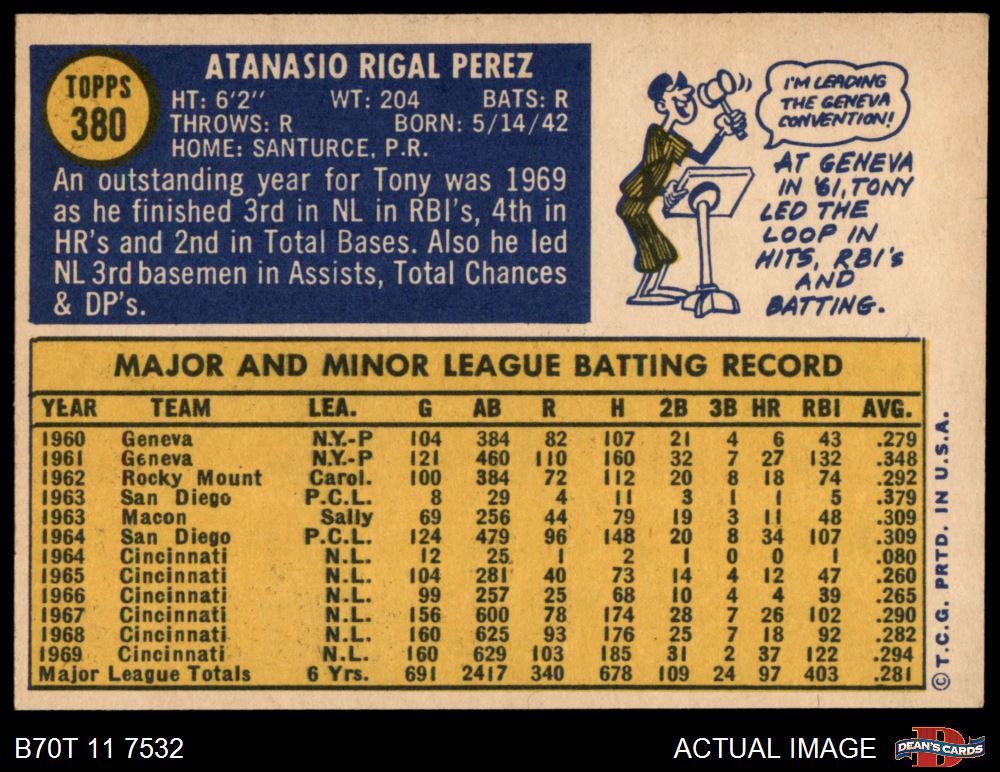 TOPPS
380
ATANASIO RIGAL PEREZ
HT: 6'2" WT: 204 BATS: R
THROWS: R BORN: 5/14/42
HOME: SANTURCE, P.R.
An outstanding year for Tony was 1969
as he finished 3rd in NL in RBI's, 4th in
HR's and 2nd in Total Bases. Also he led
NL 3rd basemen in Assists, Total Chances
& DP's.
I'M LEADING
THE GENEVA
CONVENTION!
AT GENEVA
IN '61, TONY
LED THE
LOOP IN
HITS, RBI's
AND
BATTING.
MAJOR AND MINOR LEAGUE BATTING RECORD
YEAR TEAM LEA. G AB R H 2B 3B HR RBI AVG.
1960 Geneva N.Y.-P 104 384 82 107 21 4 6 43 .279
1961 Geneva N.Y.-P 121 460 110 160 32 7 27 132 .348
1962 Rocky Mount Carol. 100 384 72 112 20 8 18 74 .292
1963 San Diego P.C.L. 8 29 4 11 3 1 1 5 .379
1963 Macon Sally 69 256 44 79 19 3 11 48 .309
1964 San Diego P.C.L. 124 479 96 148 20 8 34 107 .309
1964 Cincinnati N.L. 12 25 1 2 1 0 0 1 .080
1965 Cincinnati N.L. 104 281 40 73 14 4 12 47 .260
1966 Cincinnati N.L. 99 257 25 68 10 4 4 39 .265
1967 Cincinnati N.L. 156 600 78 174 28 7 26 102 .290
1968 Cincinnati N.L. 160 625 93 176 25 7 18 92 .282
1969 Cincinnati N.L. 160 629 103 185 31 2 37 122 .294
Major League Totals 6 Yrs. 691 2417 340 678 109 24 97 403 .281
© T.C.G. PRTD. IN U.S.A.
B70T 11 7532
ACTUAL IMAGE
D
DEAN'S CARDS